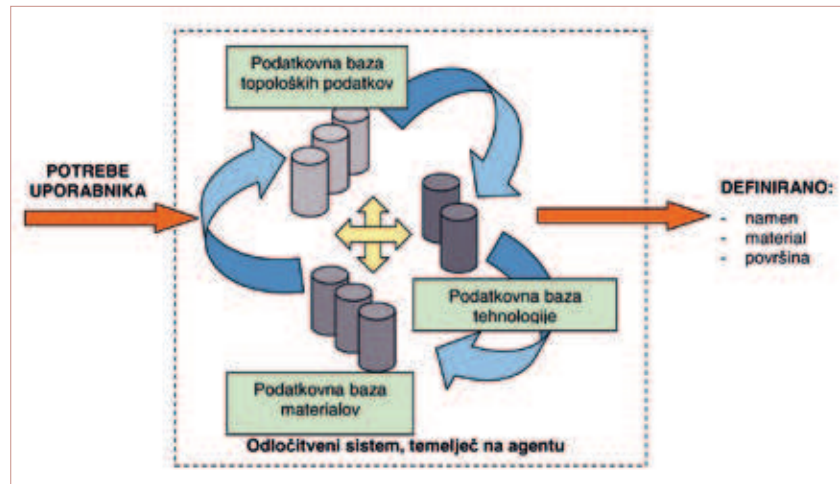 Podatkovna baza
topoloških podatkov
POTREBE
UPORABNIKA
DEFINIRANO:
- namen
- material
- površina
Podatkovna baza
tehnologije
Podatkovna baza
materialov
Odločitveni sistem, temelječ na agentu